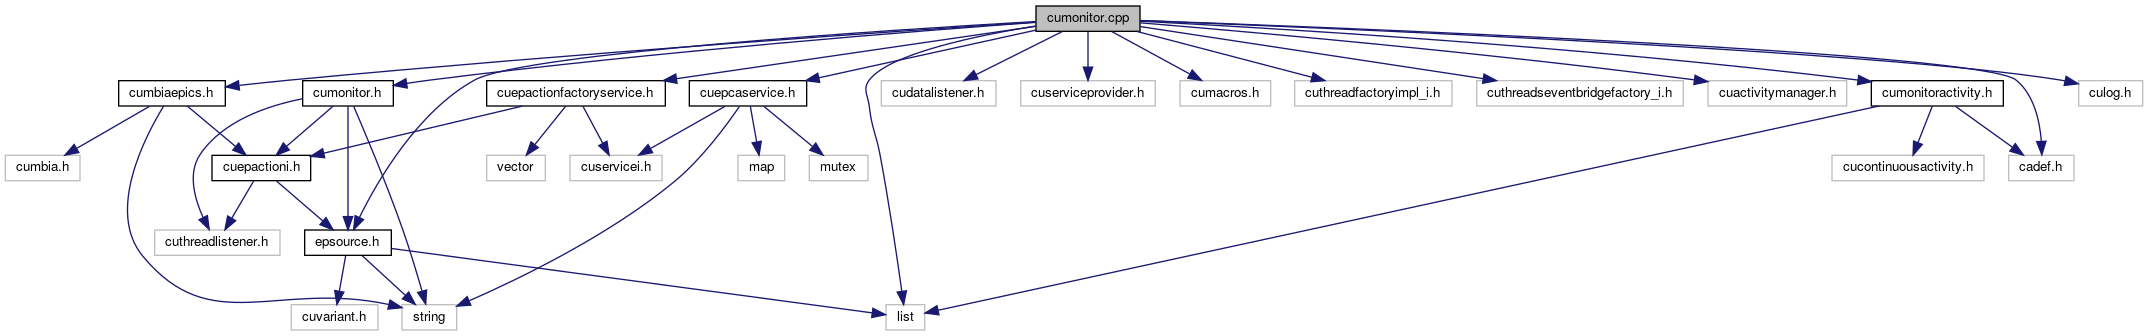 cumonitor.cpp
cumbiaepics.h
cumonitor.h
cuepactionfactoryservice.h
cuepcaservice.h
cudatalistener.h
cuserviceprovider.h
cumacros.h
cuthreadfactoryimpl_i.h
cuthreadseventbridgefactory_i.h
cuactivitymanager.h
cumonitoractivity.h
culog.h
cumbia.h
cuepactioni.h
vector
cuservicei.h
map
mutex
cucontinuousactivity.h
cadef.h
cuthreadlistener.h
epsource.h
cuvariant.h
string
list